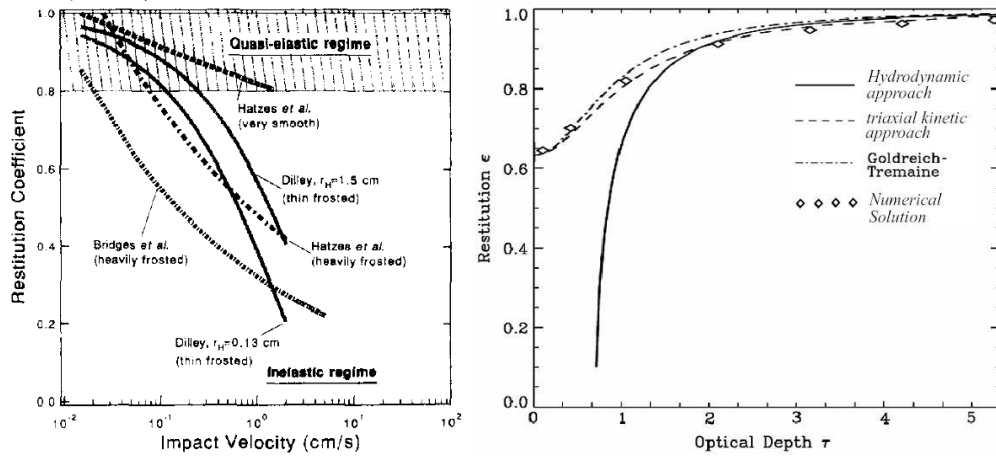 1.0
0.8
0.6
0.4
0.2
0.0
Restitution Coefficient
Quasi-elastic regime
Hatzes et al.
(very smooth)
Dilley, rH=1.5 cm
(thin frosted)
Bridges et al.
(heavily frosted)
Hatzes et al.
(heavily frosted)
Dilley, rH=0.13 cm
(thin frosted)
Inelastic regime
10-2 10-1 100 101 102
Impact Velocity (cm/s)
1.0
0.8
0.6
0.4
0.2
0.0
Restitution ϵ
Hydrodynamic
approach
triaxial kinetic
approach
Goldreich-
Tremaine
Numerical
Solution
0 1 2 3 4 5
Optical Depth τ